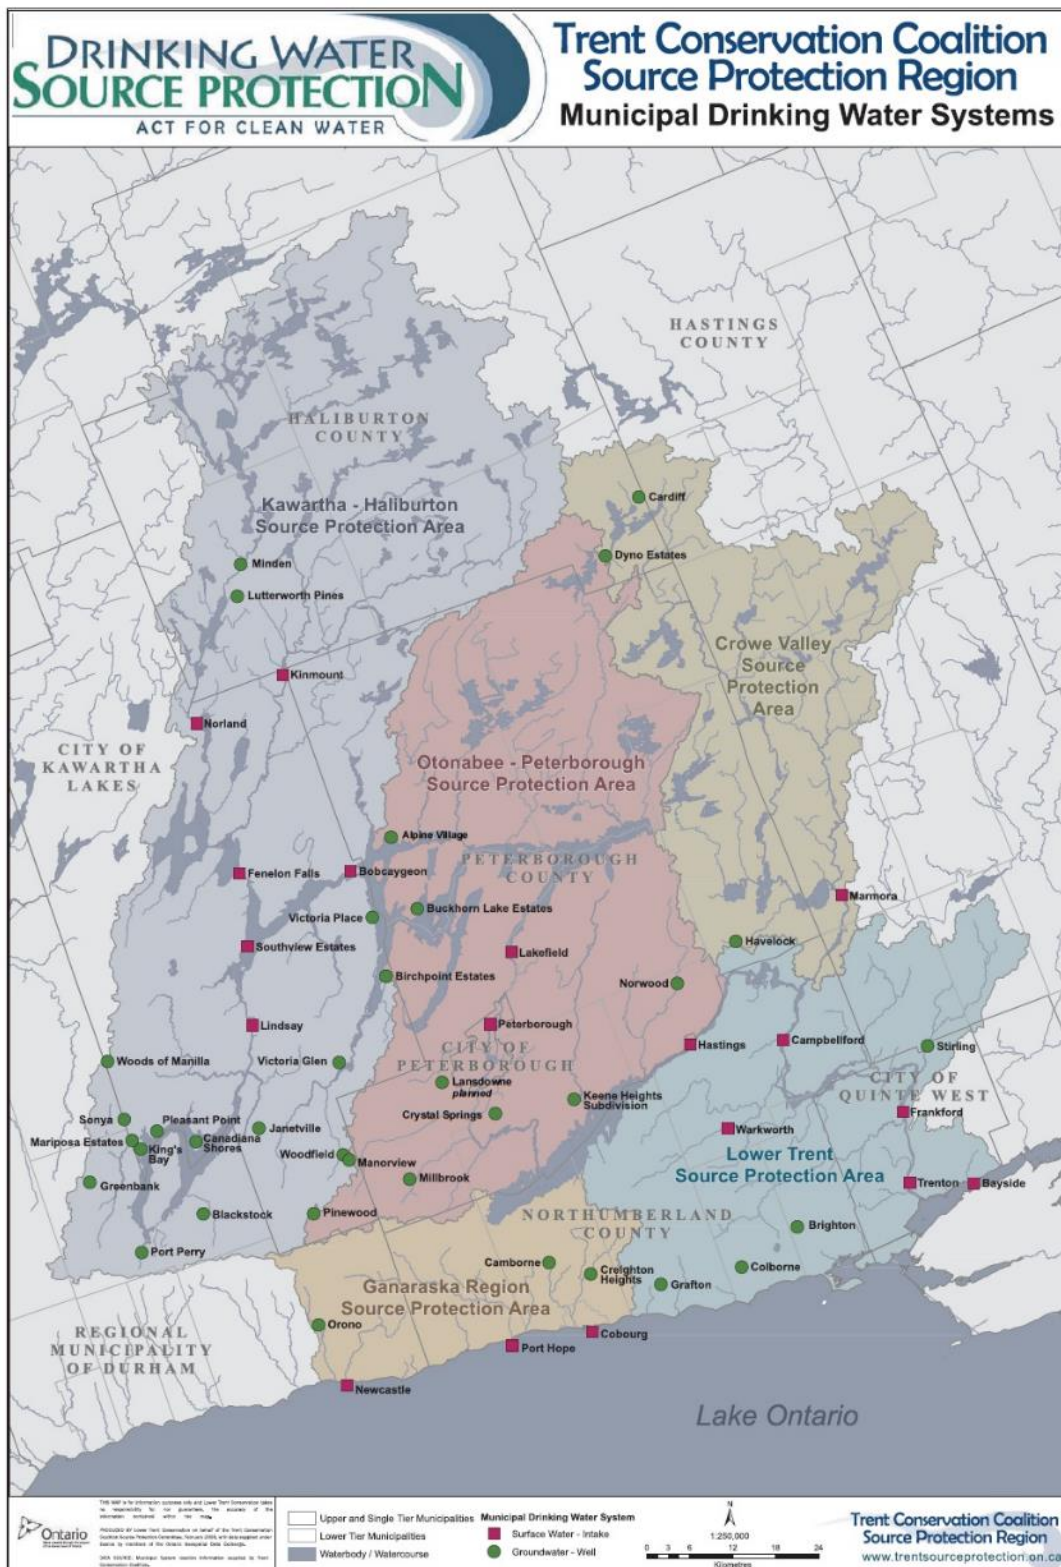 DRINKING WATER
SOURCE PROTECTION
ACT FOR CLEAN WATER
Trent Conservation Coalition
Source Protection Region
Municipal Drinking Water Systems
HASTINGS
COUNTY
HALIBURTON
COUNTY
Kawartha - Haliburton
Source Protection Area
Cardiff
Dyno Estates
Minden
Lutterworth Pines
Crowe Valley
Source
Protection
Area
Kinmount
Norland
CITY OF
KAWARTHA
LAKES
Otonabee - Peterborough
Source Protection Area
Alpine Village
PETERBOROUGH
COUNTY
Fenelon Falls
Bobcaygeon
Marmora
Victoria Place
Buckhorn Lake Estates
Havelock
Southview Estates
Lakefield
Birchpoint Estates
Norwood
Lindsay
Peterborough
Hastings
Campbellford
Stirling
CITY OF
PETERBOROUGH
Woods of Manilla
Victoria Glen
Lansdowne
planned
CITY OF
QUINTE WEST
Keene Heights
Subdivision
Crystal Springs
Frankford
Sonya
Pleasant Point
Janetville
Warkworth
Mariposa Estates
King's
Bay
Canadiana
Shores
Woodfield
Manorview
Lower Trent
Source Protection Area
Greenbank
Millbrook
Trenton
Bayside
Blackstock
Pinewood
NORTHUMBERLAND
COUNTY
Brighton
Port Perry
Camborne
Creighton
Heights
Colborne
Grafton
Ganaraska Region
Source Protection Area
Orono
REGIONAL
MUNICIPALITY
OF DURHAM
Cobourg
Port Hope
Newcastle
Lake Ontario
Ontario
Upper and Single Tier Municipalities
Lower Tier Municipalities
Waterbody / Watercourse
Municipal Drinking Water System
Surface Water - Intake
Groundwater - Well
N
1:250,000
0 3 6 12 18 24
Kilometres
Trent Conservation Coalition
Source Protection Region
www.trentsourceprotection.on.ca